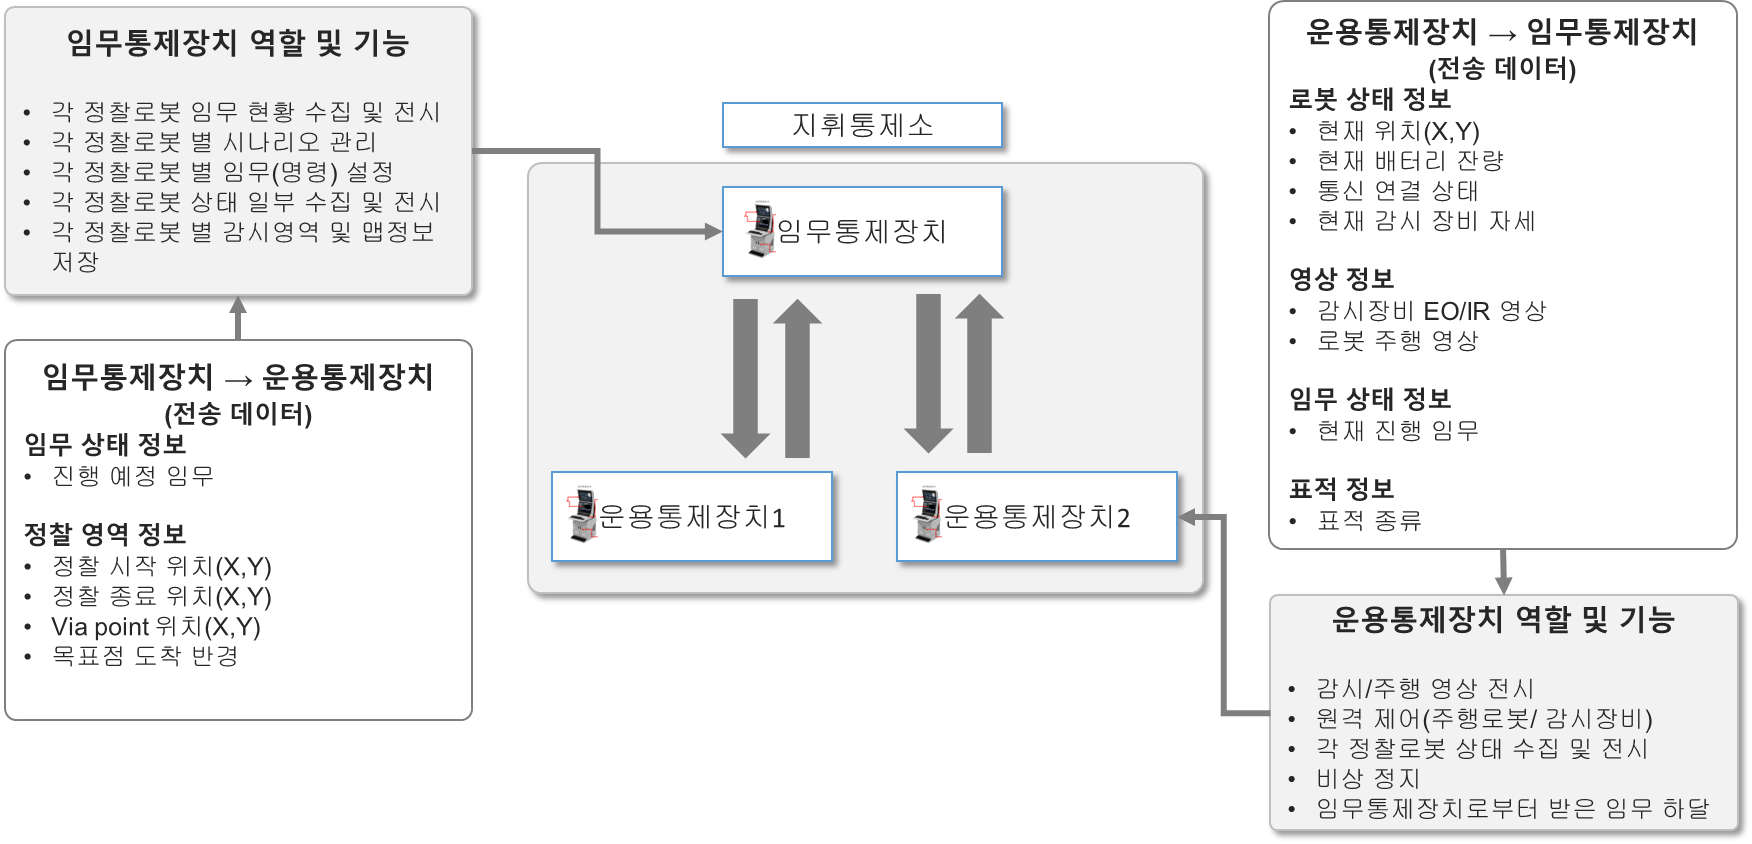 임무통제장치 역할 및 기능
• 각 정찰로봇 임무 현황 수집 및 전시
• 각 정찰로봇 별 시나리오 관리
• 각 정찰로봇 별 임무(명령) 설정
• 각 정찰로봇 상태 일부 수집 및 전시
• 각 정찰로봇 별 감시영역 및 맵정보
저장
임무통제장치 → 운용통제장치
(전송 데이터)
임무 상태 정보
• 진행 예정 임무
정찰 영역 정보
• 정찰 시작 위치(X,Y)
• 정찰 종료 위치(X,Y)
• Via point 위치(X,Y)
• 목표점 도착 반경
지휘통제소
임무통제장치
운용통제장치1
운용통제장치2
운용통제장치 → 임무통제장치
(전송 데이터)
로봇 상태 정보
• 현재 위치(X,Y)
• 현재 배터리 잔량
• 통신 연결 상태
• 현재 감시 장비 자세
영상 정보
• 감시장비 EO/IR 영상
• 로봇 주행 영상
임무 상태 정보
• 현재 진행 임무
표적 정보
• 표적 종류
운용통제장치 역할 및 기능
• 감시/주행 영상 전시
• 원격 제어(주행로봇/ 감시장비)
• 각 정찰로봇 상태 수집 및 전시
• 비상 정지
• 임무통제장치로부터 받은 임무 하달